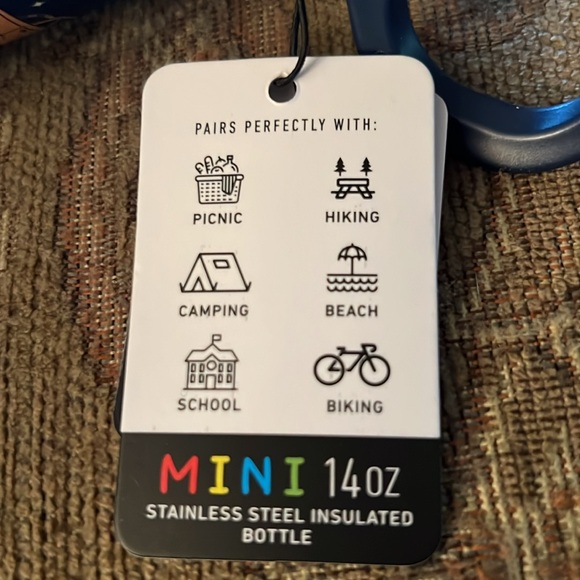 PAIRS PERFECTLY WITH:
PICNIC HIKING
CAMPING BEACH
SCHOOL BIKING
MINI 14OZ
STAINLESS STEEL INSULATED
BOTTLE